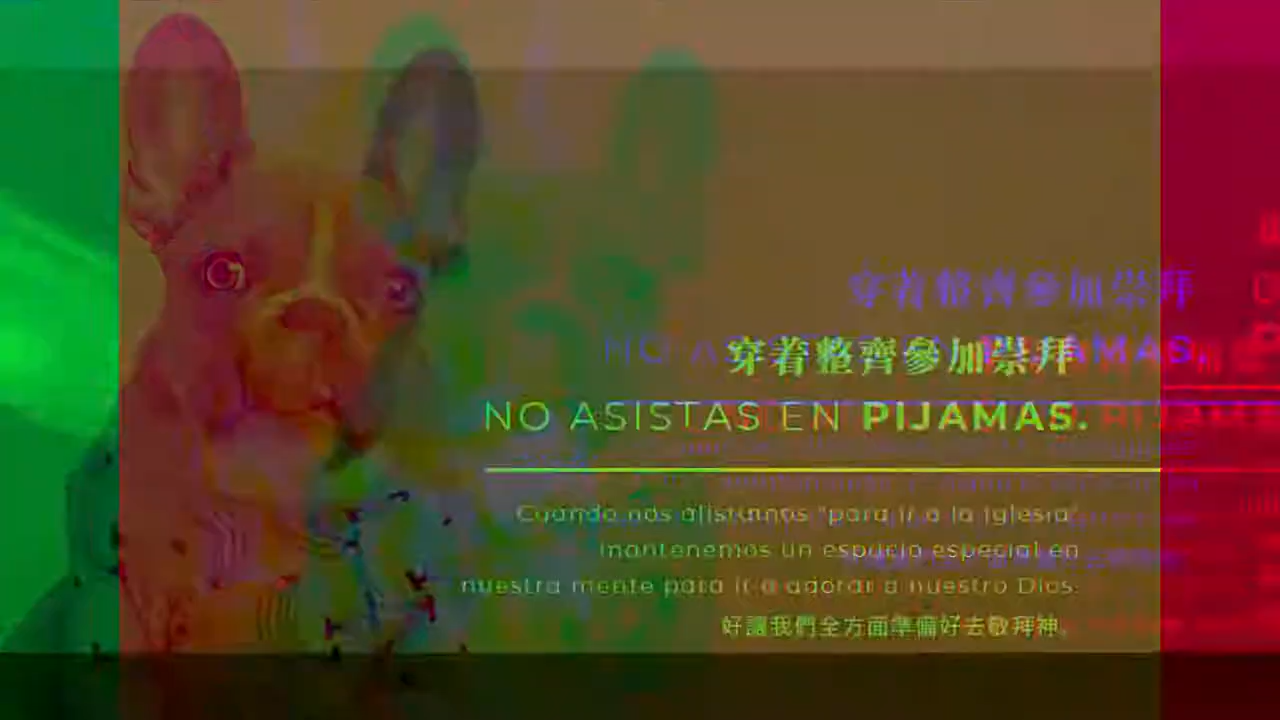 穿着整齊參加崇拜
NO ASISTAS EN PIJAMAS.
Cuando nos alistamos "para ir a la iglesia"
mantenemos un espacio especial en
nuestra mente para ir a adorar a nuestro Dios.
好讓我們全方面準備好去敬拜神。